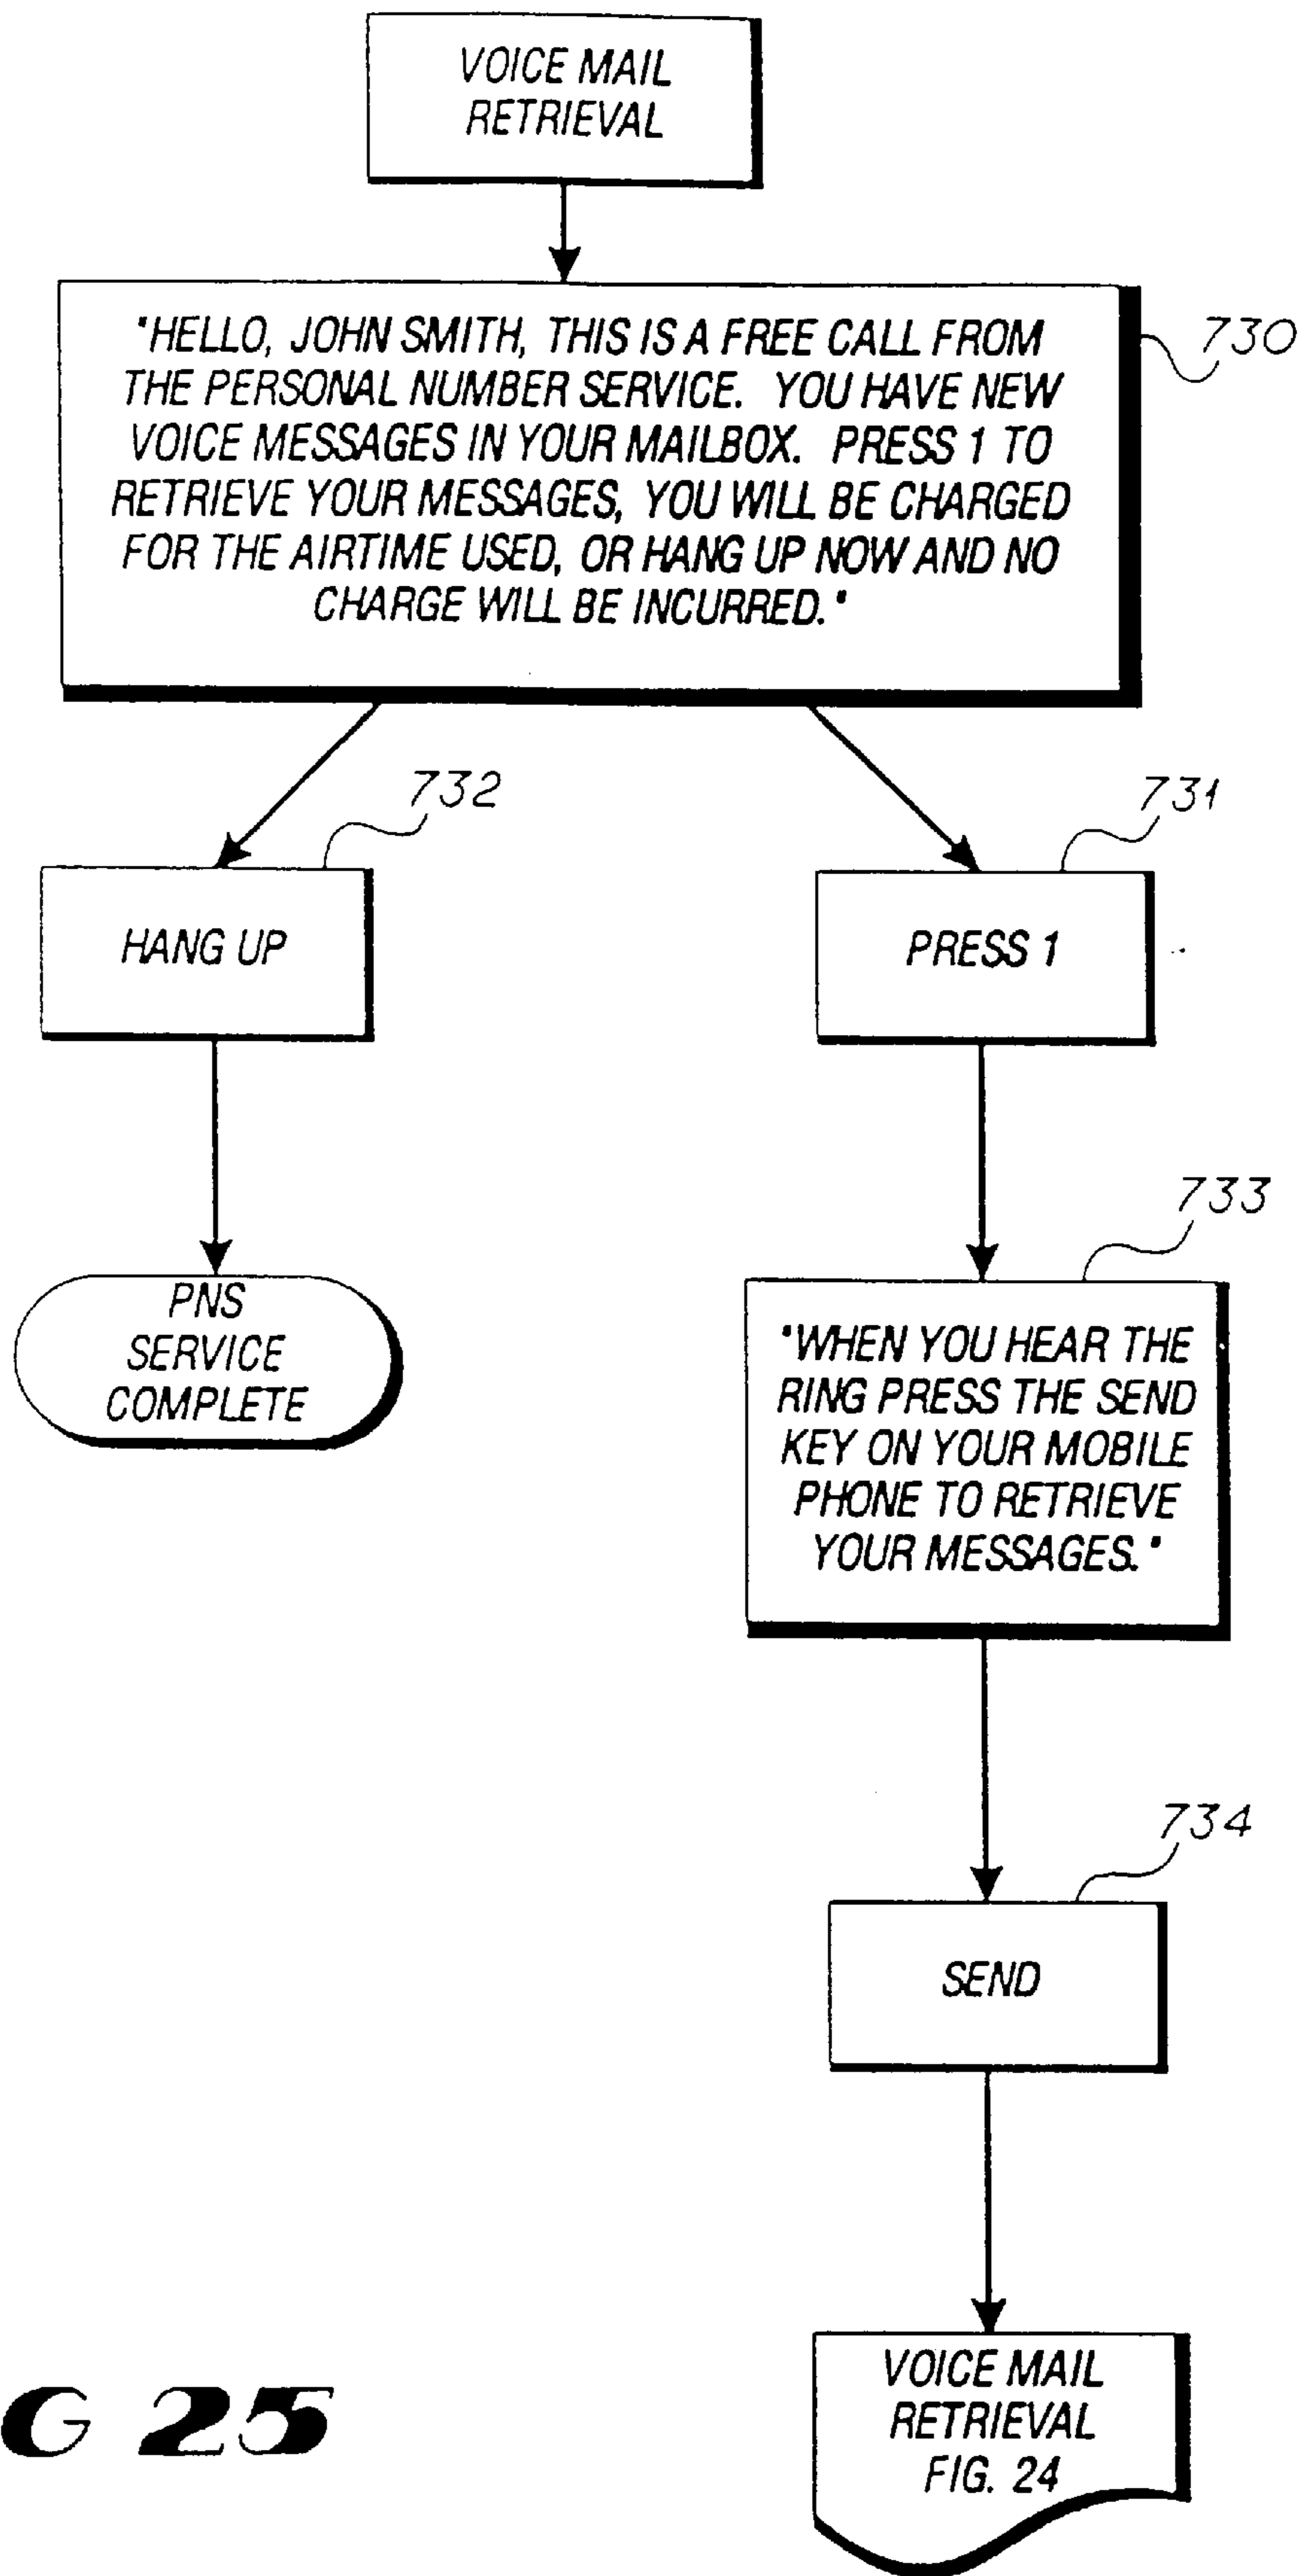 VOICE MAIL
RETRIEVAL
"HELLO, JOHN SMITH, THIS IS A FREE CALL FROM
THE PERSONAL NUMBER SERVICE. YOU HAVE NEW
VOICE MESSAGES IN YOUR MAILBOX. PRESS 1 TO
RETRIEVE YOUR MESSAGES, YOU WILL BE CHARGED
FOR THE AIRTIME USED, OR HANG UP NOW AND NO
CHARGE WILL BE INCURRED."
730
732
731
HANG UP
PRESS 1
733
PNS
SERVICE
COMPLETE
"WHEN YOU HEAR THE
RING PRESS THE SEND
KEY ON YOUR MOBILE
PHONE TO RETRIEVE
YOUR MESSAGES."
734
SEND
VOICE MAIL
RETRIEVAL
FIG. 24
G 25